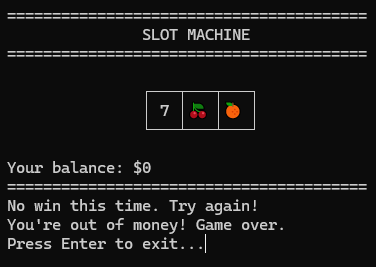 ========================================
SLOT MACHINE
========================================
7 🍒 🍊
Your balance: $0
========================================
No win this time. Try again!
You're out of money! Game over.
Press Enter to exit...